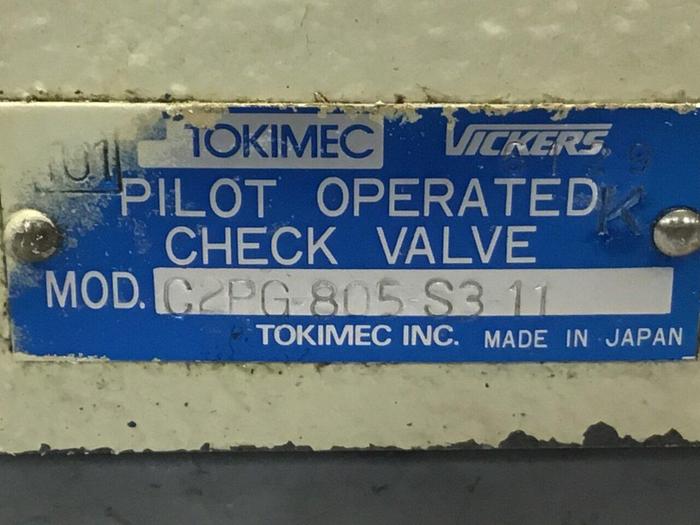 TOKIMEC VICKERS
PILOT OPERATED K
CHECK VALVE
MOD. C2PG-805-S3-11
TOKIMEC INC. MADE IN JAPAN